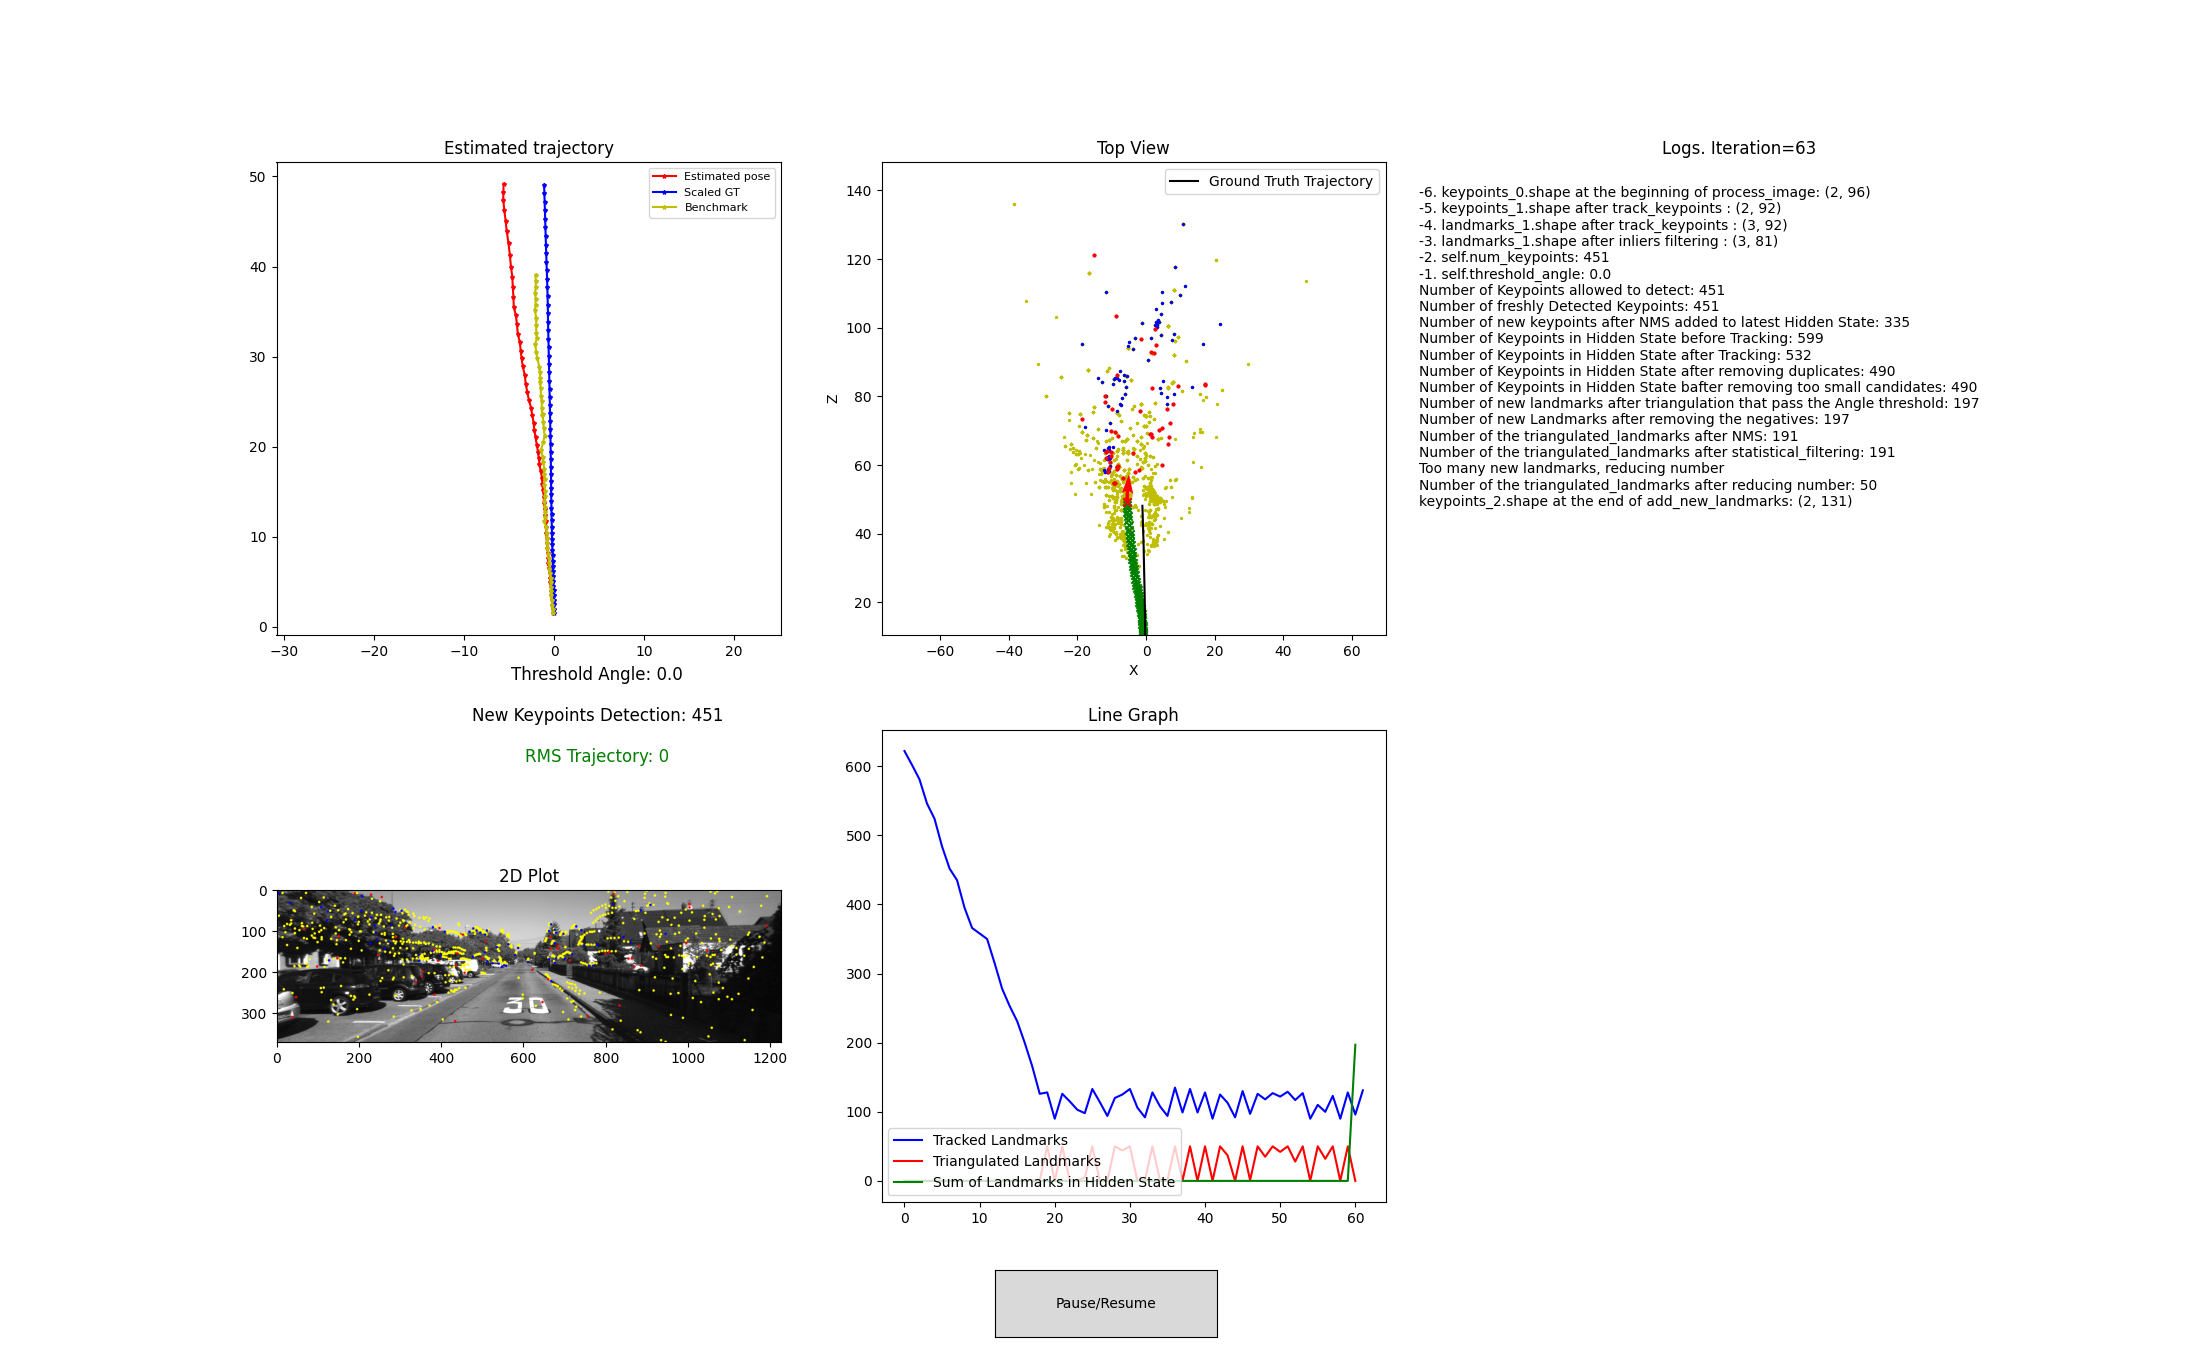 Estimated trajectory
50
40
30
20
10
0
−30
−20
−10
0
10
20
Estimated pose
Scaled GT
Benchmark
Threshold Angle: 0.0
New Keypoints Detection: 451
RMS Trajectory: 0
Top View
Ground Truth Trajectory
Z
140
120
100
80
60
40
20
−60
−40
−20
0
20
40
60
X
Logs. Iteration=63
-6. keypoints_0.shape at the beginning of process_image: (2, 96)
-5. keypoints_1.shape after track_keypoints : (2, 92)
-4. landmarks_1.shape after track_keypoints : (3, 92)
-3. landmarks_1.shape after inliers filtering : (3, 81)
-2. self.num_keypoints: 451
-1. self.threshold_angle: 0.0
Number of Keypoints allowed to detect: 451
Number of freshly Detected Keypoints: 451
Number of new keypoints after NMS added to latest Hidden State: 335
Number of Keypoints in Hidden State before Tracking: 599
Number of Keypoints in Hidden State after Tracking: 532
Number of Keypoints in Hidden State after removing duplicates: 490
Number of Keypoints in Hidden State bafter removing too small candidates: 490
Number of new landmarks after triangulation that pass the Angle threshold: 197
Number of new Landmarks after removing the negatives: 197
Number of the triangulated_landmarks after NMS: 191
Number of the triangulated_landmarks after statistical_filtering: 191
Too many new landmarks, reducing number
Number of the triangulated_landmarks after reducing number: 50
keypoints_2.shape at the end of add_new_landmarks: (2, 131)
2D Plot
0
100
200
300
0
200
400
600
800
1000
1200
30
Line Graph
600
500
400
300
200
100
0
0
10
20
30
40
50
60
Tracked Landmarks
Triangulated Landmarks
Sum of Landmarks in Hidden State
Pause/Resume